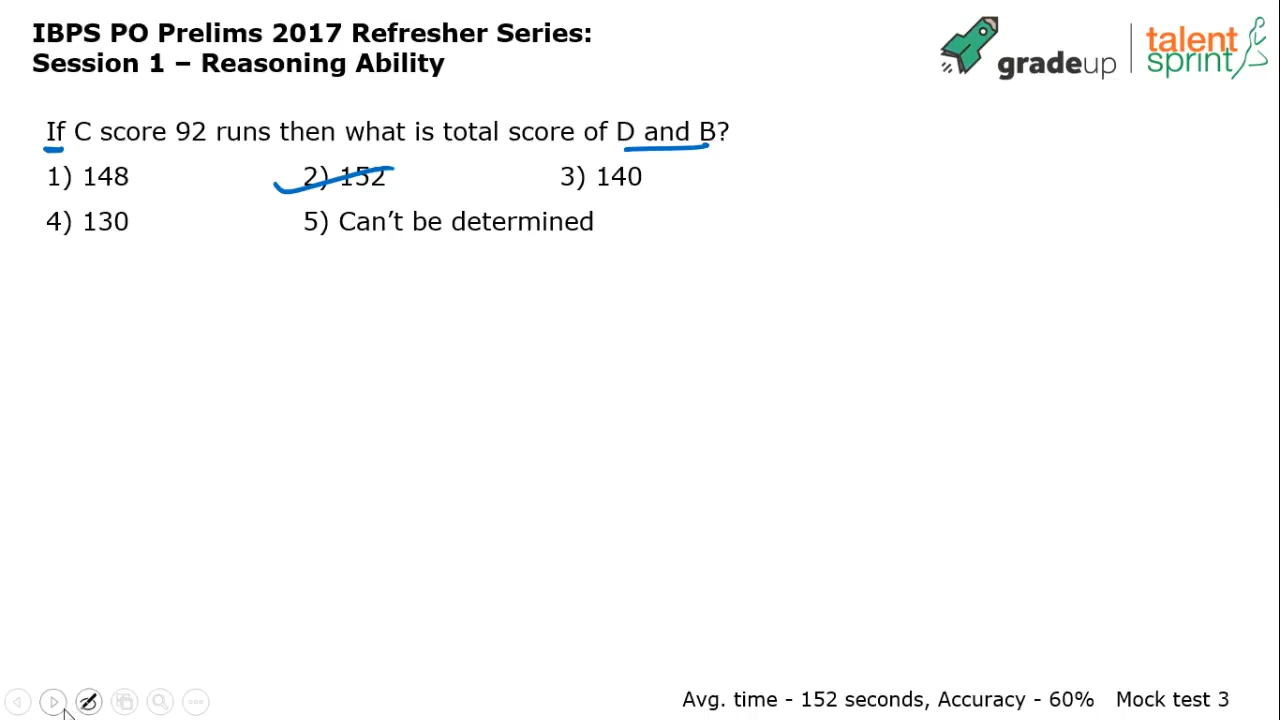 IBPS PO Prelims 2017 Refresher Series:
Session 1 – Reasoning Ability
gradeup
talent
sprint
If C score 92 runs then what is total score of D and B?
1) 148 2) 152 3) 140
4) 130 5) Can’t be determined
Avg. time - 152 seconds, Accuracy - 60% Mock test 3